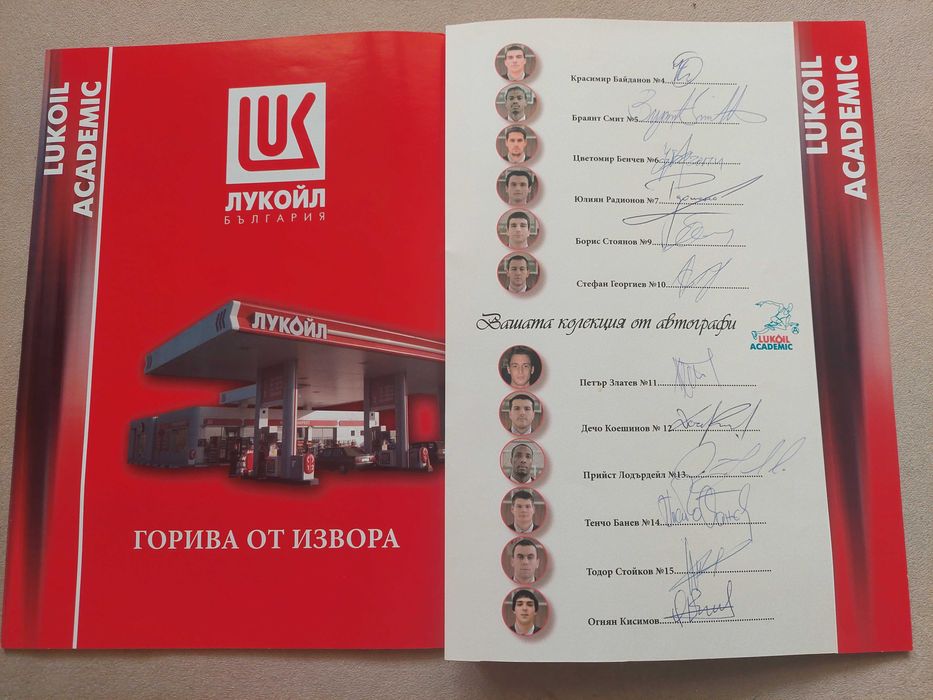 LUKOIL
ACADEMIC
LUK
ЛУКОЙЛ
БЪЛГАРИЯ
ЛУКОЙЛ
ГОРИВА ОТ ИЗВОРА
Красимир Байданов №4
Браянт Смит №5
Цветомир Бенчев №6
Юлиян Радионов №7
Борис Стоянов №9
Стефан Георгиев №10
Вашата колекция от автографи
LUKOIL
ACADEMIC
Петър Златев №11
Дечо Коешинов № 12
Прийст Лодърдейл №13
Тенчо Банев №14
Тодор Стойков №15
Огнян Кисимов
LUKOIL
ACADEMIC